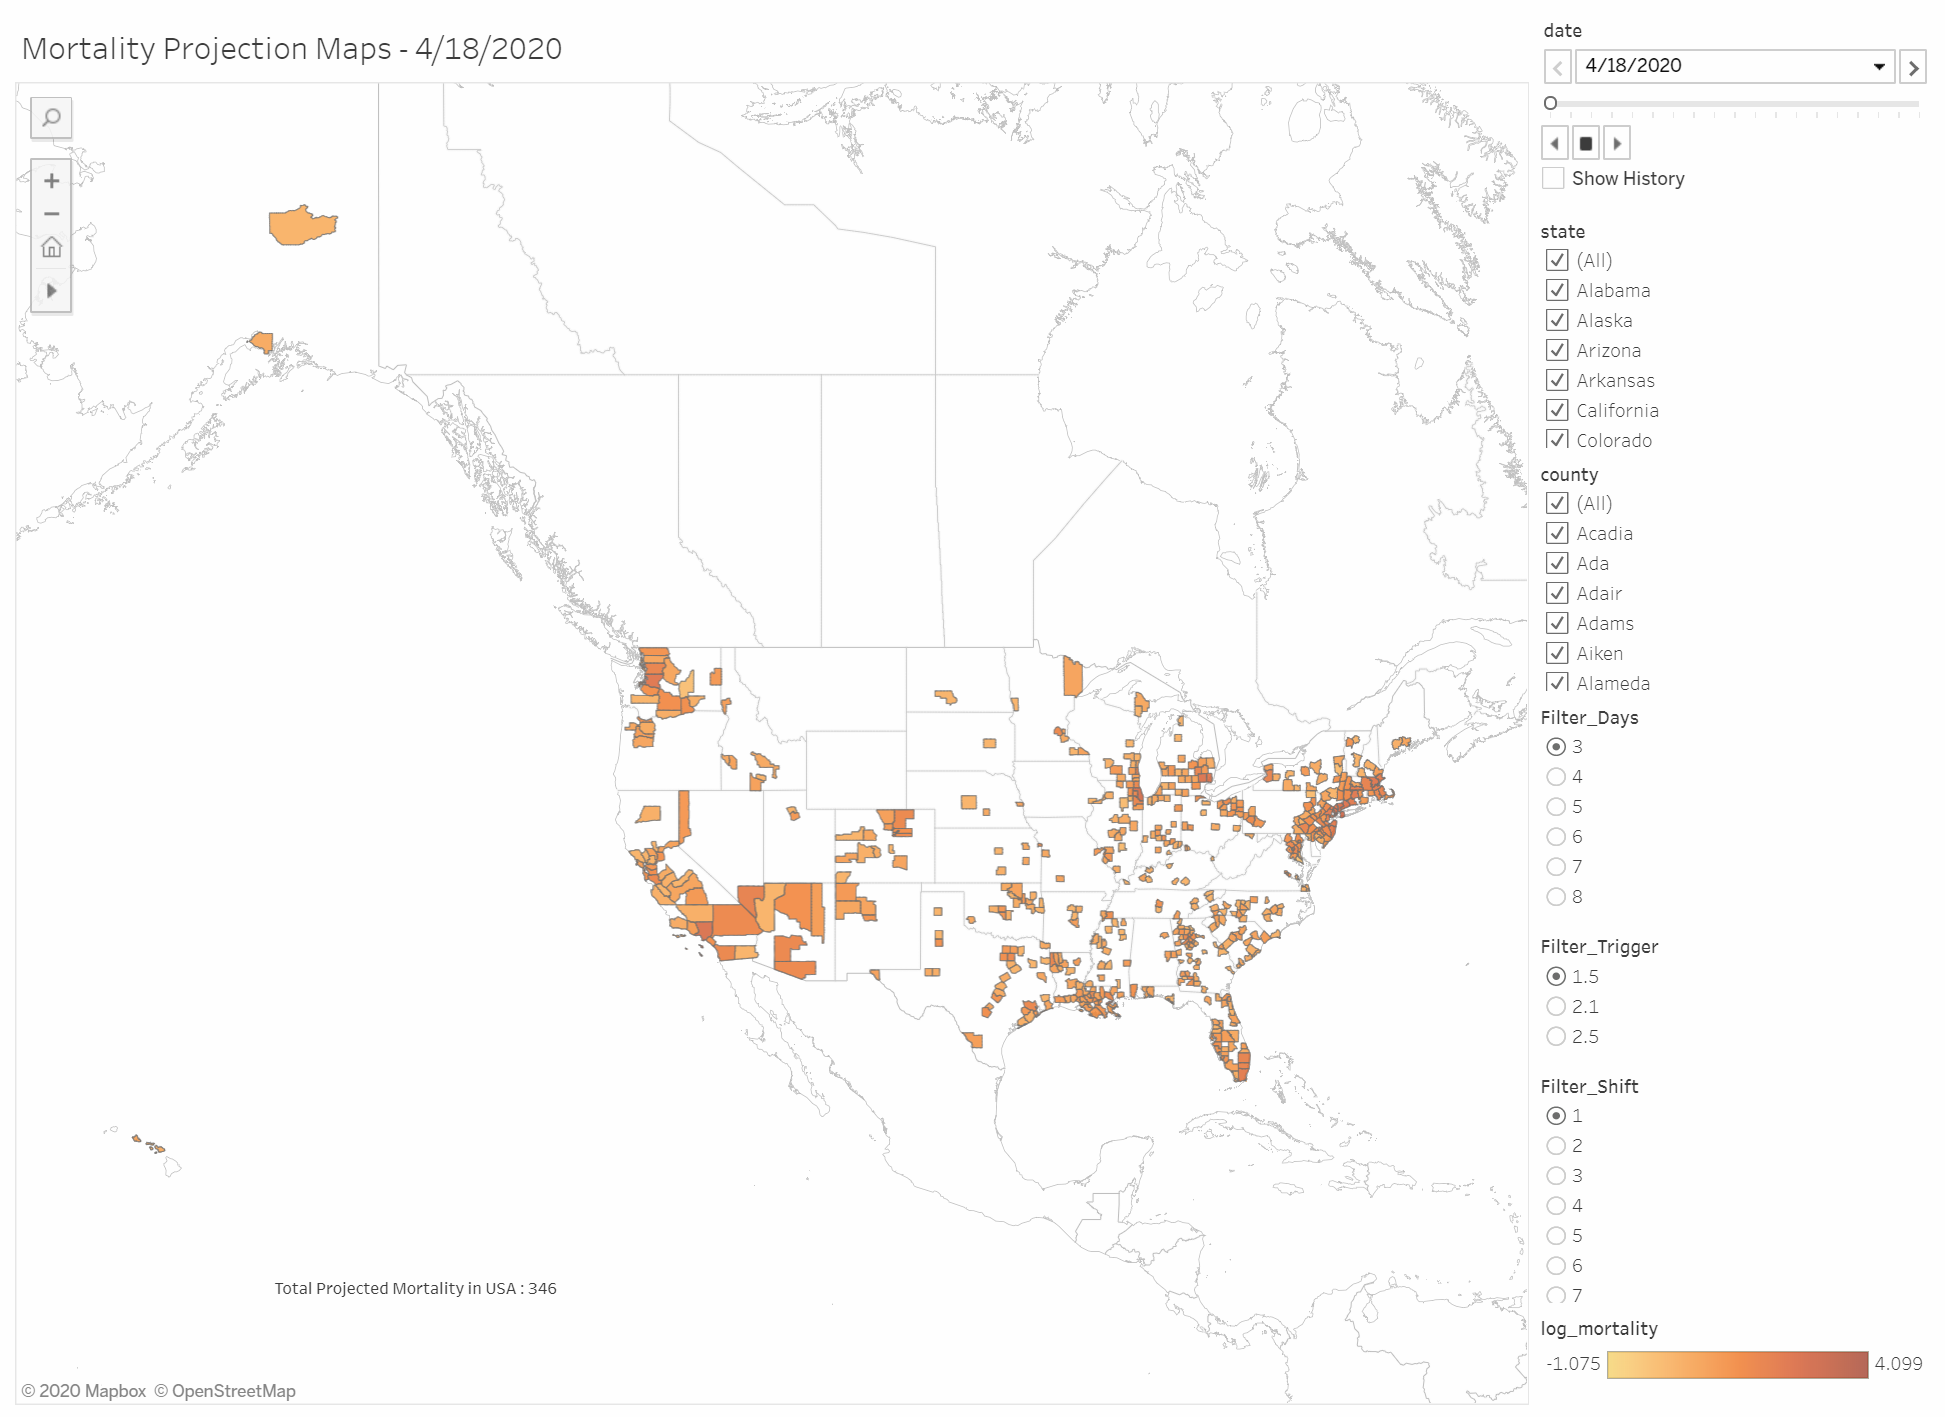 Mortality Projection Maps - 4/18/2020
Total Projected Mortality in USA : 346
© 2020 Mapbox © OpenStreetMap
date
4/18/2020
Show History
state
(All)
Alabama
Alaska
Arizona
Arkansas
California
Colorado
county
(All)
Acadia
Ada
Adair
Adams
Aiken
Alameda
Filter_Days
3
4
5
6
7
8
Filter_Trigger
1.5
2.1
2.5
Filter_Shift
1
2
3
4
5
6
7
log_mortality
-1.075 4.099